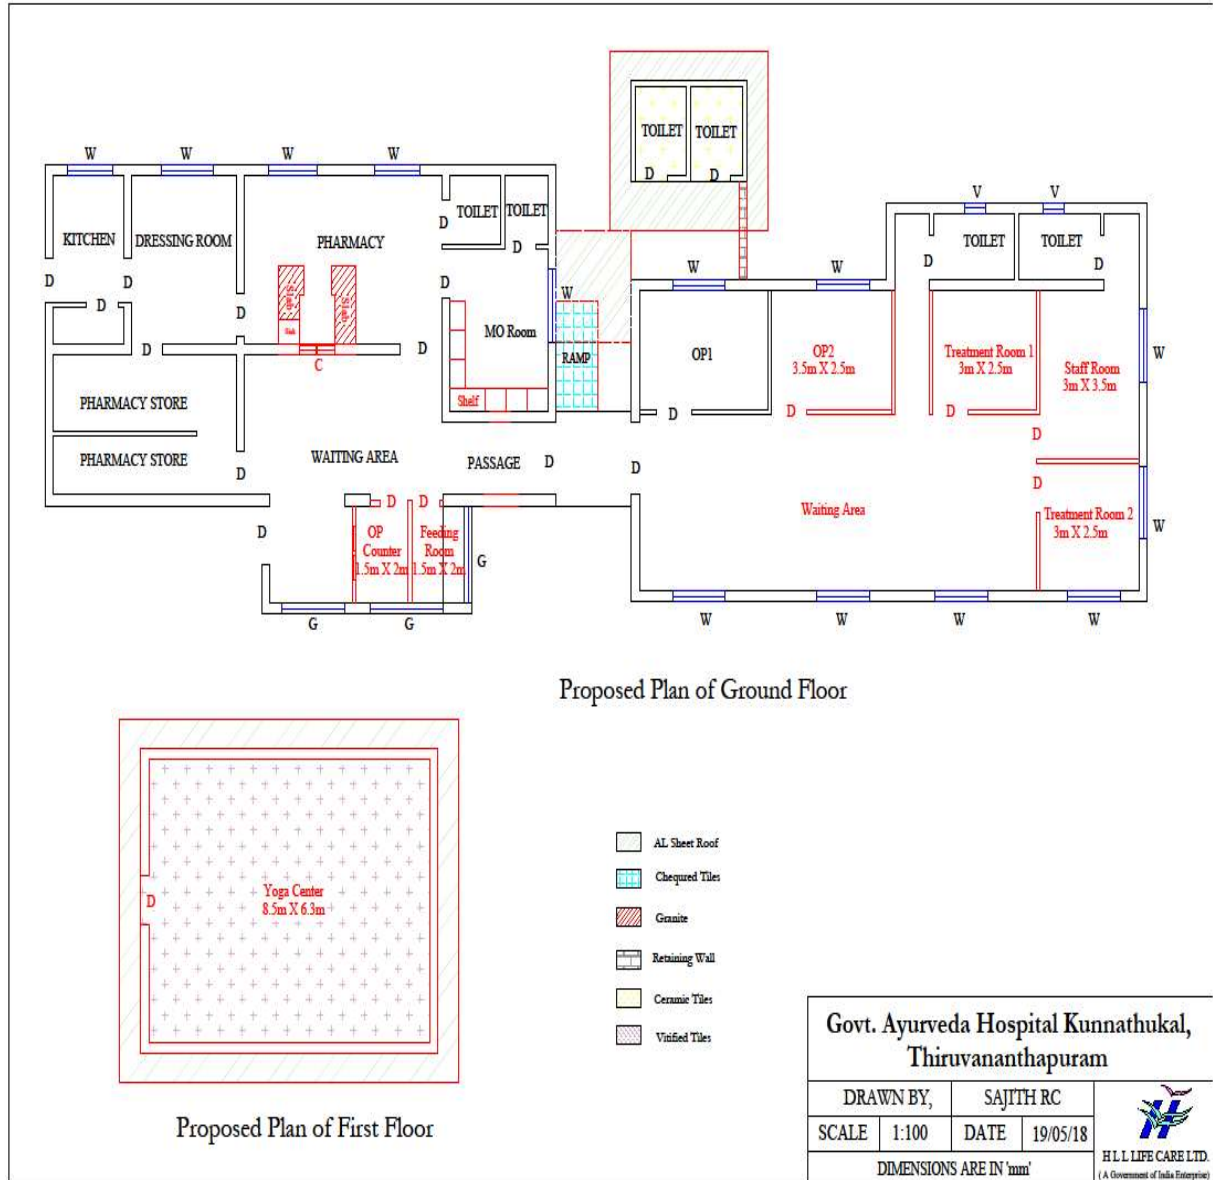 TOILET
TOILET
D
D
W
W
W
W
V
V
D
TOILET
TOILET
KITCHEN
DRESSING ROOM
PHARMACY
D
TOILET
TOILET
D
D
W
W
D
D
D
W
D
D
Slab
Slab
D
MO Room
RAMP
OP1
OP2
3.5m X 2.5m
Treatment Room 1
3m X 2.5m
Staff Room
3m X 3.5m
W
D
D
C
PHARMACY STORE
Shelf
D
D
D
D
WAITING AREA
PASSAGE
D
D
PHARMACY STORE
D
D
D
D
OP
Counter
1.5m X 2m
Feeding
Room
1.5m X 2m
Waiting Area
Treatment Room 2
3m X 2.5m
W
D
G
G
G
W
W
W
W
Proposed Plan of Ground Floor
Yoga Center
8.5m X 6.3m
D
AL Sheet Roof
Chequred Tiles
Granite
Retaining Wall
Ceramic Tiles
Vitified Tiles
Proposed Plan of First Floor
Govt. Ayurveda Hospital Kunnathukal,
Thiruvananthapuram
DRAWN BY,
SAJITH RC
SCALE
1:100
DATE
19/05/18
DIMENSIONS ARE IN 'mm'
H L L LIFE CARE LTD.
( A Government of India Enterprise)